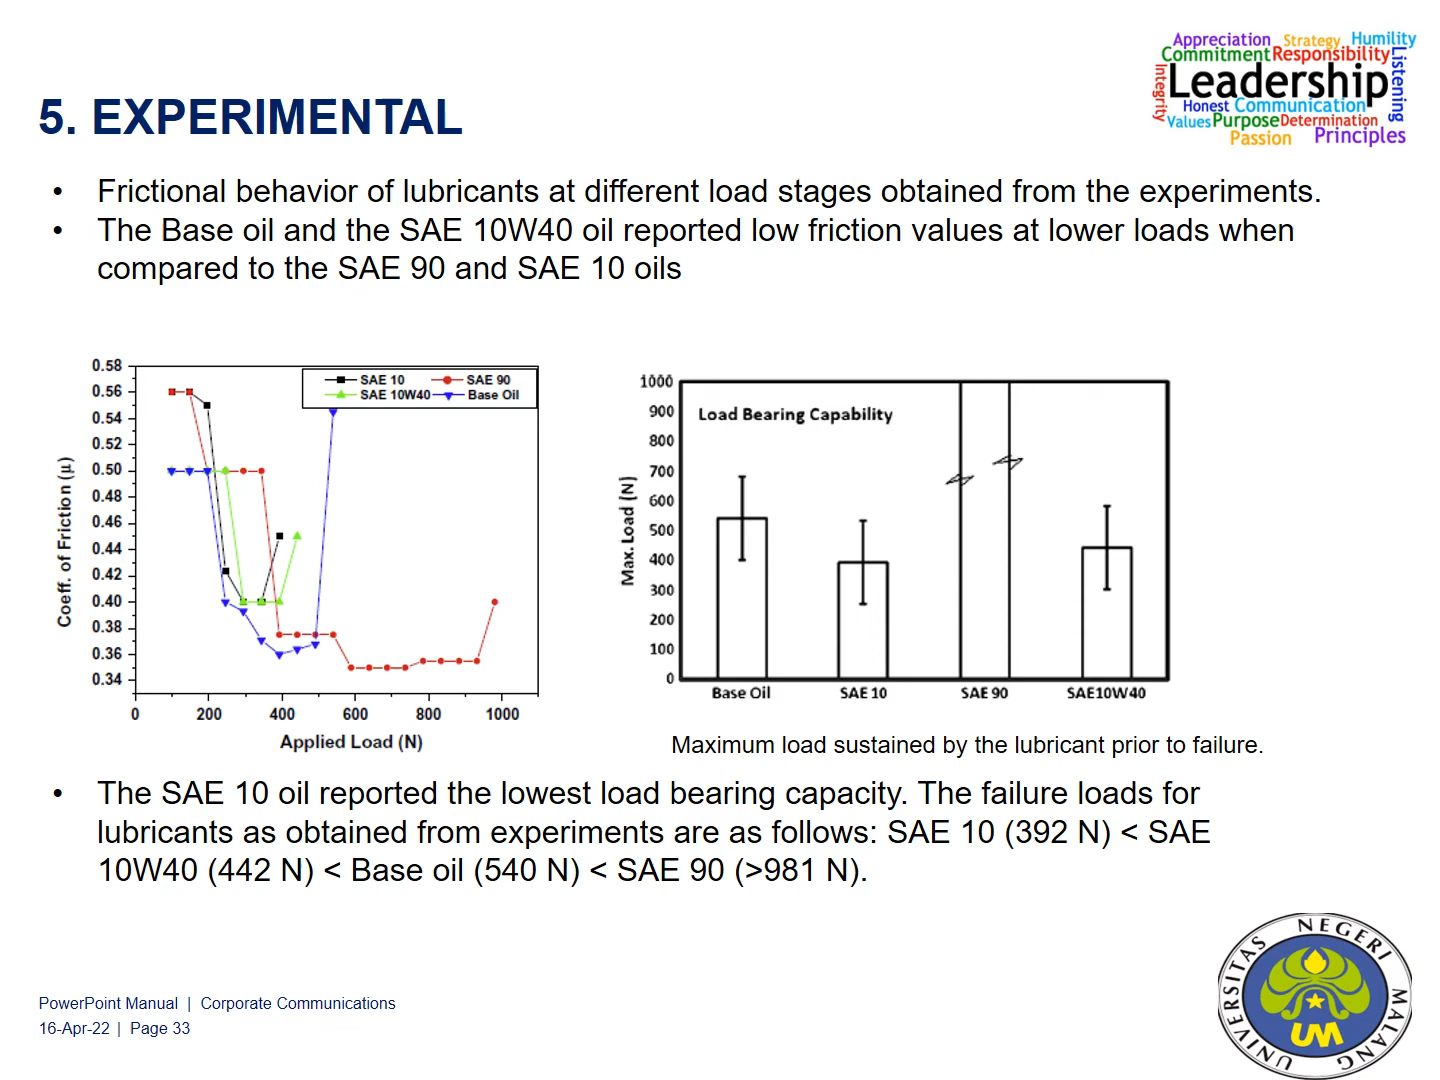 Appreciation Strategy Humility
Commitment Responsibility
Integrity
Leadership
Listening
Honest Communication
Values Purpose Determination
Passion Principles
5. EXPERIMENTAL
• Frictional behavior of lubricants at different load stages obtained from the experiments.
• The Base oil and the SAE 10W40 oil reported low friction values at lower loads when
compared to the SAE 90 and SAE 10 oils
0.58
0.56
0.54
0.52
0.50
0.48
0.46
0.44
0.42
0.40
0.38
0.36
0.34
Coeff. of Friction (μ)
SAE 10 SAE 90
SAE 10W40 Base Oil
0 200 400 600 800 1000
Applied Load (N)
1000
900
800
700
600
500
400
300
200
100
0
Max. Load (N)
Load Bearing Capability
Base Oil SAE 10 SAE 90 SAE10W40
Maximum load sustained by the lubricant prior to failure.
• The SAE 10 oil reported the lowest load bearing capacity. The failure loads for
lubricants as obtained from experiments are as follows: SAE 10 (392 N) < SAE
10W40 (442 N) < Base oil (540 N) < SAE 90 (>981 N).
PowerPoint Manual | Corporate Communications
16-Apr-22 | Page 33
UNIVERSITAS NEGERI MALANG
UM